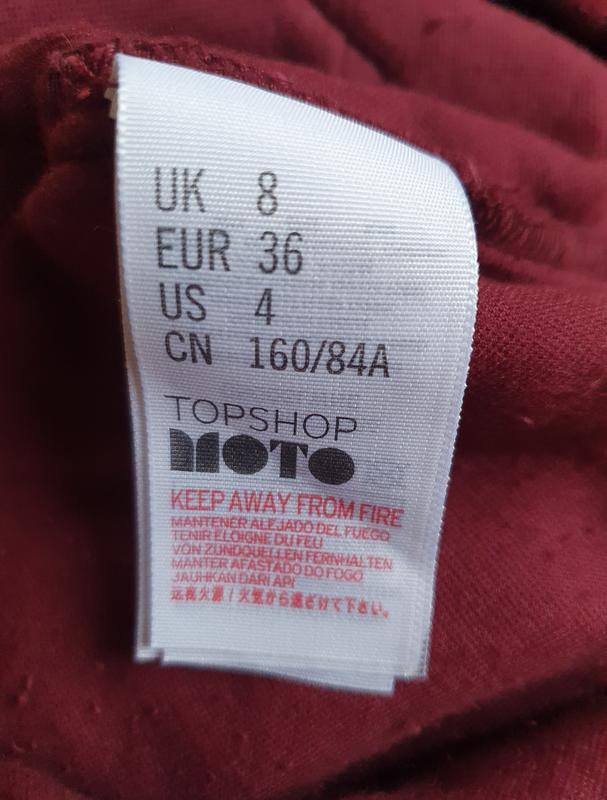 UK 8
EUR 36
US 4
CN 160/84A
TOPSHOP
MOTO
KEEP AWAY FROM FIRE
MANTENER ALEJADO DEL FUEGO
TENIR ELOIGNE DU FEU
VON ZUNDQUELLEN FERNHALTEN
MANTER AFASTADO DO FOGO
JAUHKAN DARI API
远离火源 / 火気から遠ざけて下さい。